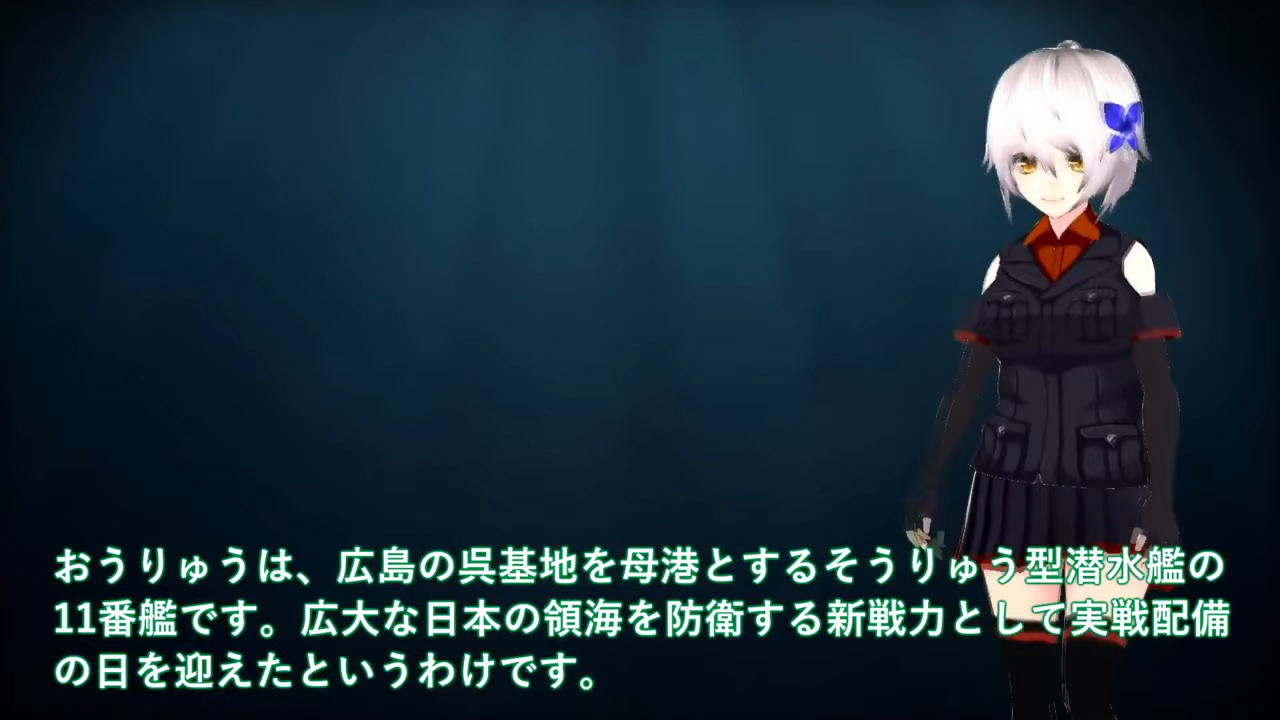 おうりゅうは、広島の呉基地を母港とするそうりゅう型潜水艦の
11番艦です。広大な日本の領海を防衛する新戦力として実戦配備
の日を迎えたというわけです。